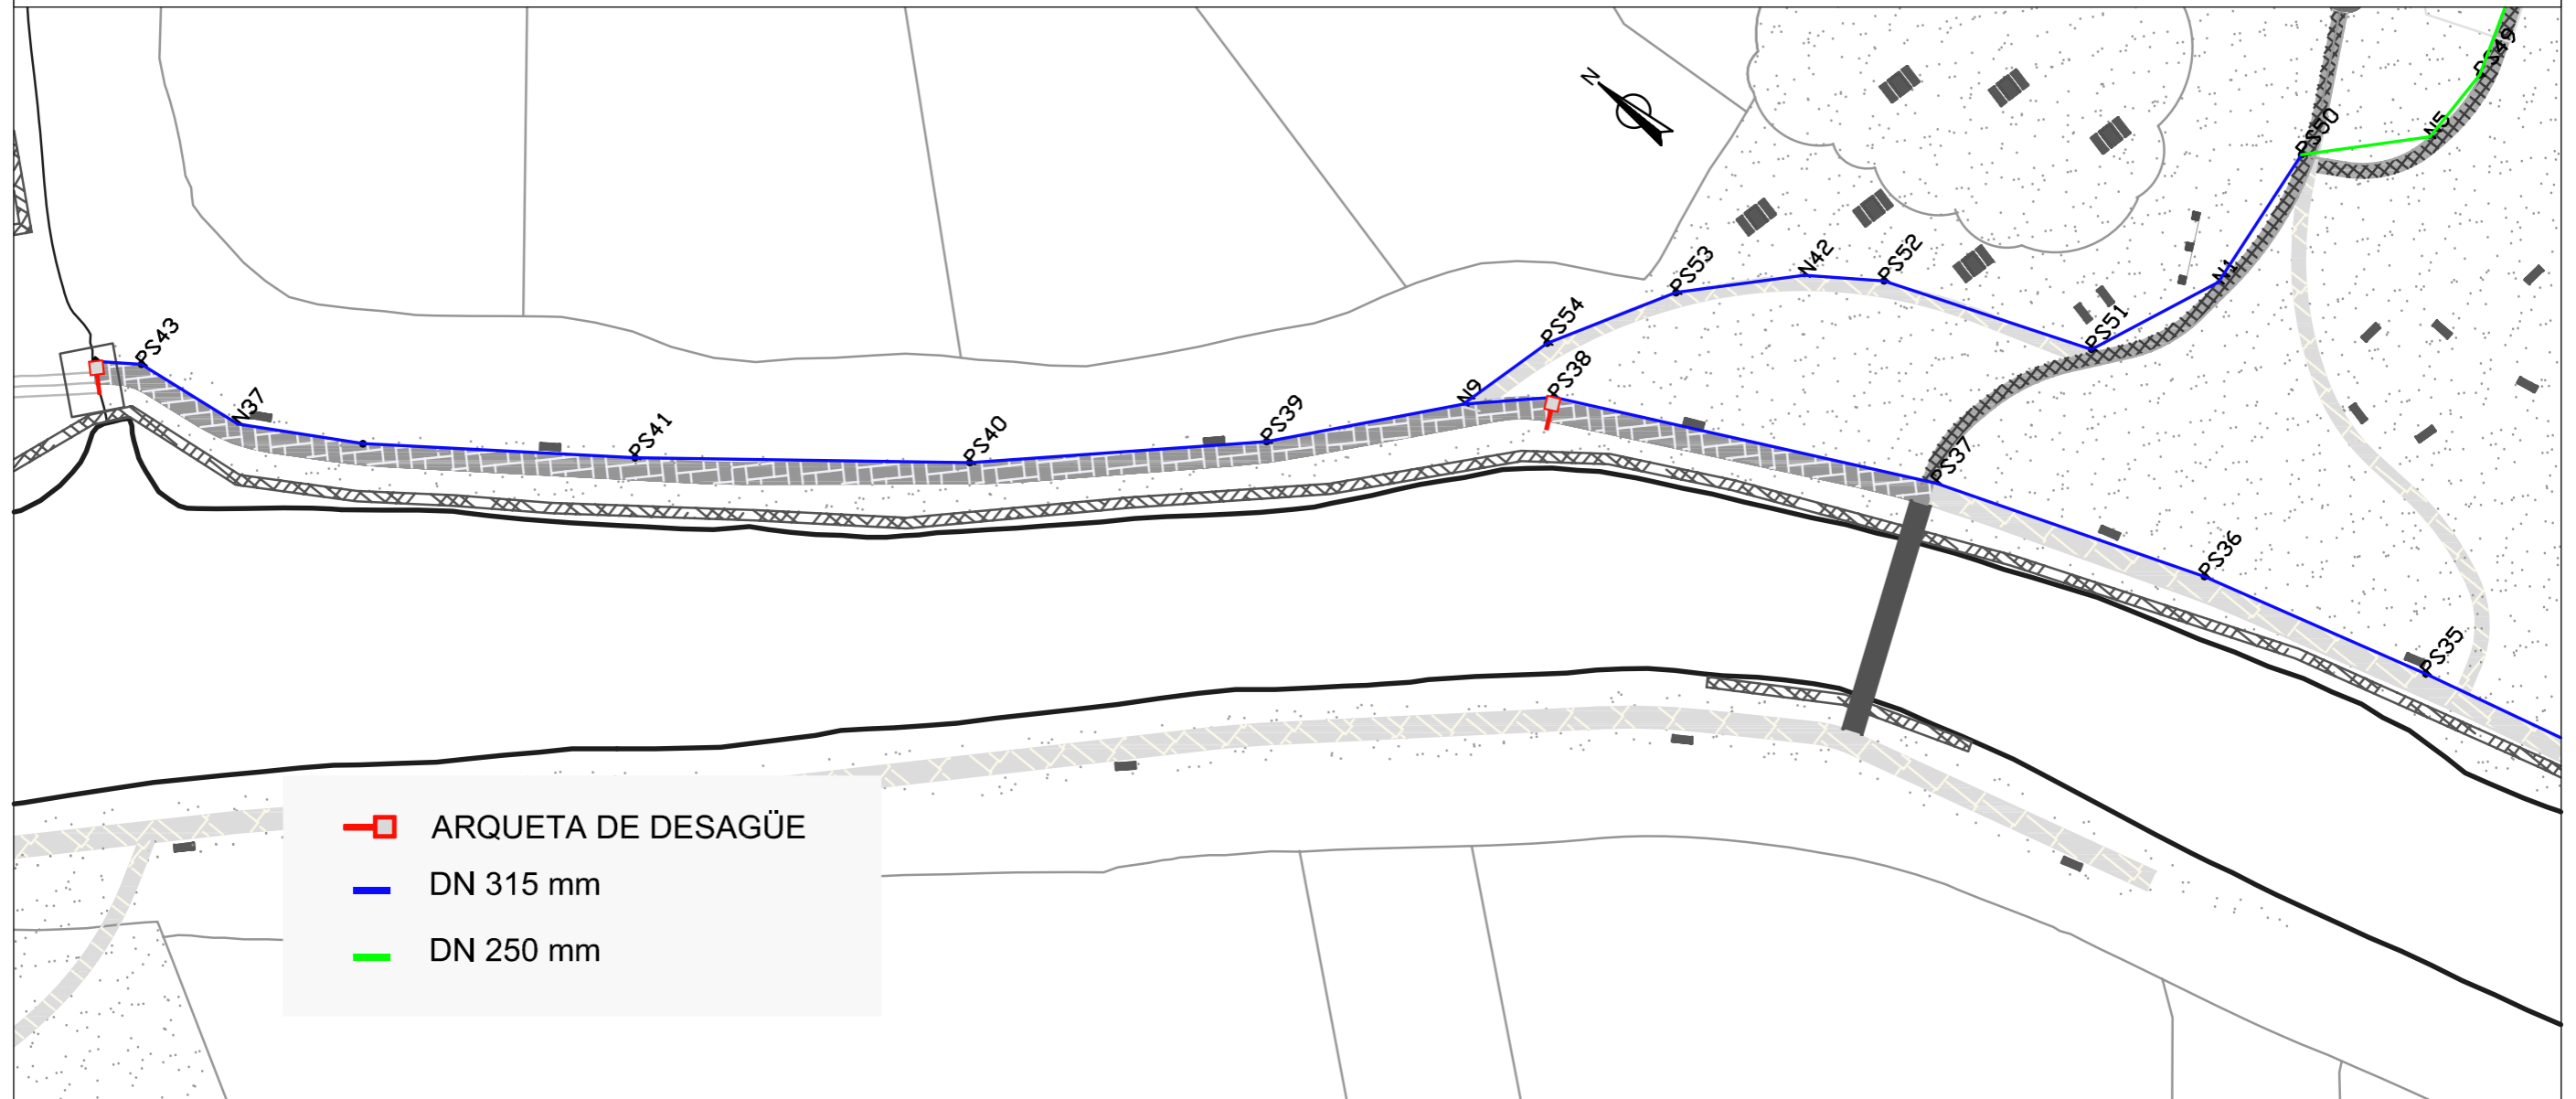 PS49
PS50
N5
N
PS53
N42
PS52
N1
PS43
PS54
PS51
N37
PS38
N9
PS41
PS40
PS39
PS37
PS36
PS35
ARQUETA DE DESAGÜE
DN 315 mm
DN 250 mm